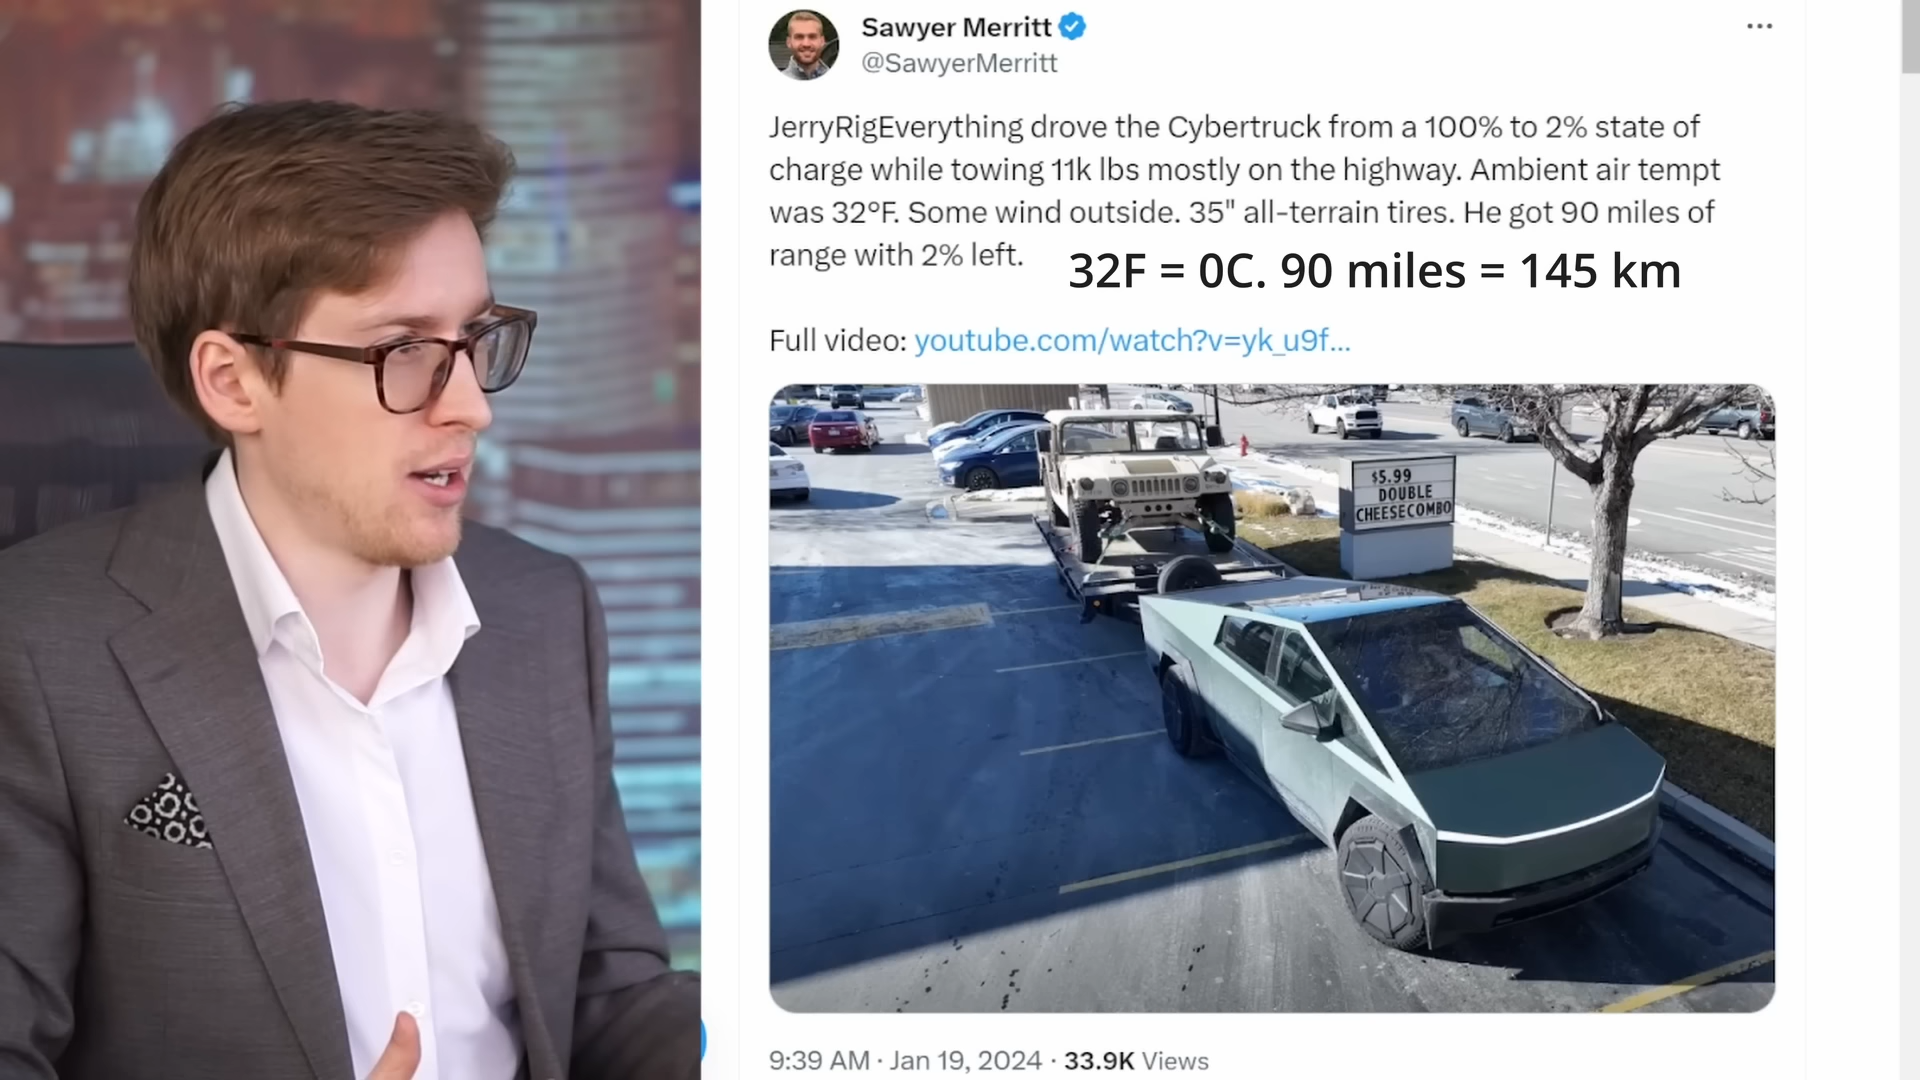 Sawyer Merritt
@SawyerMerritt
JerryRigEverything drove the Cybertruck from a 100% to 2% state of
charge while towing 11k lbs mostly on the highway. Ambient air tempt
was 32°F. Some wind outside. 35" all-terrain tires. He got 90 miles of
range with 2% left.
32F = 0C. 90 miles = 145 km
Full video: youtube.com/watch?v=yk_u9f...
$5.99
DOUBLE
CHEESECOMBO
9:39 AM · Jan 19, 2024 · 33.9K Views